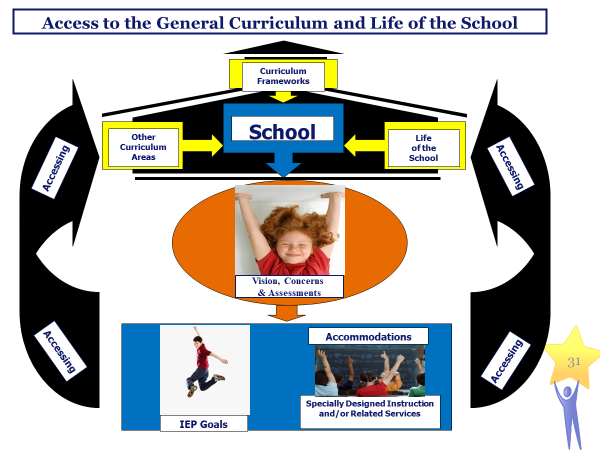 Access to the General Curriculum and Life of the School
Curriculum
Frameworks
School
Other
Curriculum
Areas
Life
of the
School
Accessing
Accessing
Vision, Concerns
& Assessments
Accessing
Accessing
Accommodations
31
IEP Goals
Specially Designed Instruction
and/or Related Services